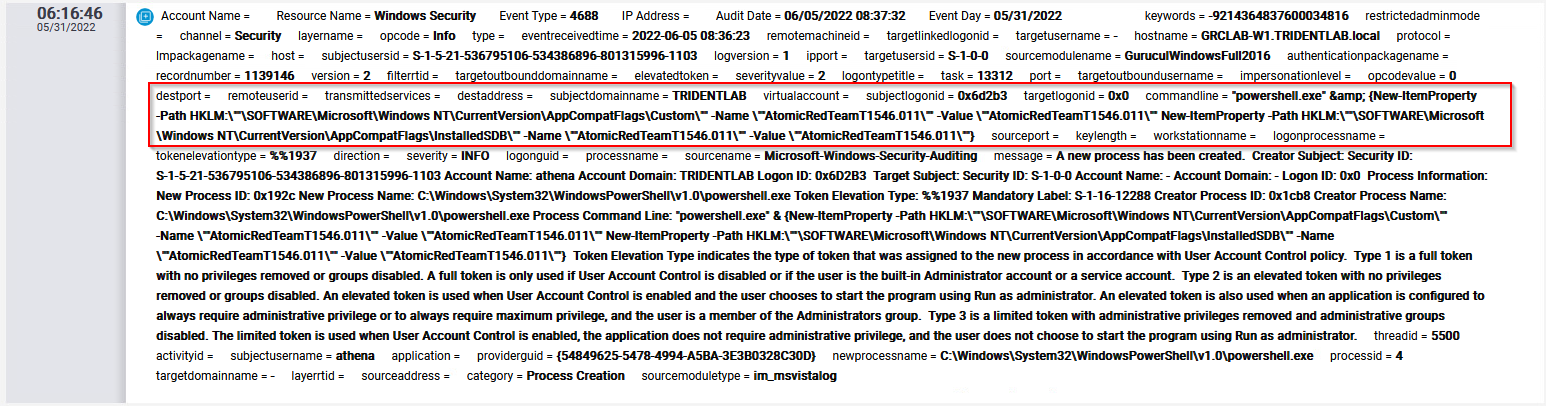 06:16:46
05/31/2022
Account Name = Resource Name = Windows Security Event Type = 4688 IP Address = Audit Date = 06/05/2022 08:37:32 Event Day = 05/31/2022 keywords = -9214364837600034816 restrictedadminmode
= channel = Security layername = opcode = Info type = eventreceivedtime = 2022-06-05 08:36:23 remotemachineid = targetlinkedlogonid = targetusername = - hostname = GRCLAB-W1.TRIDENTLAB.local protocol =
lmpackagename = host = subjectusersid = S-1-5-21-536795106-534386896-801315996-1103 logversion = 1 ipport = targetusersid = S-1-0-0 sourcemodulename = GuruculWindowsFull2016 authenticationpackagename =
recordnumber = 1139146 version = 2 filterrtid = targetoutbounddomainname = elevatedtoken = severityvalue = 2 logontypetitle = task = 13312 port = targetoutboundusername = impersonationlevel = opcodevalue = 0
destport = remoteuserid = transmittedservices = destaddress = subjectdomainname = TRIDENTLAB virtualaccount = subjectlogonid = 0x6d2b3 targetlogonid = 0x0 commandline = "powershell.exe" &amp; {New-ItemProperty
-Path HKLM:\""\SOFTWARE\Microsoft\Windows NT\CurrentVersion\AppCompatFlags\Custom\"" -Name \""AtomicRedTeamT1546.011\"" -Value \""AtomicRedTeamT1546.011\"" New-ItemProperty -Path HKLM:\""\SOFTWARE\Microsoft
\Windows NT\CurrentVersion\AppCompatFlags\InstalledSDB\"" -Name \""AtomicRedTeamT1546.011\"" -Value \""AtomicRedTeamT1546.011\""} sourceport = keylength = workstationname = logonprocessname =
tokenelevationtype = %%1937 direction = severity = INFO logonguid = processname = sourcename = Microsoft-Windows-Security-Auditing message = A new process has been created. Creator Subject: Security ID:
S-1-5-21-536795106-534386896-801315996-1103 Account Name: athena Account Domain: TRIDENTLAB Logon ID: 0x6D2B3 Target Subject: Security ID: S-1-0-0 Account Name: - Account Domain: - Logon ID: 0x0 Process Information:
New Process ID: 0x192c New Process Name: C:\Windows\System32\WindowsPowerShell\v1.0\powershell.exe Token Elevation Type: %%1937 Mandatory Label: S-1-16-12288 Creator Process ID: 0x1cb8 Creator Process Name:
C:\Windows\System32\WindowsPowerShell\v1.0\powershell.exe Process Command Line: "powershell.exe" & {New-ItemProperty -Path HKLM:\""\SOFTWARE\Microsoft\Windows NT\CurrentVersion\AppCompatFlags\Custom\""
-Name \""AtomicRedTeamT1546.011\"" -Value \""AtomicRedTeamT1546.011\"" New-ItemProperty -Path HKLM:\""\SOFTWARE\Microsoft\Windows NT\CurrentVersion\AppCompatFlags\InstalledSDB\"" -Name
\""AtomicRedTeamT1546.011\"" -Value \""AtomicRedTeamT1546.011\""} Token Elevation Type indicates the type of token that was assigned to the new process in accordance with User Account Control policy. Type 1 is a full token
with no privileges removed or groups disabled. A full token is only used if User Account Control is disabled or if the user is the built-in Administrator account or a service account. Type 2 is an elevated token with no privileges
removed or groups disabled. An elevated token is used when User Account Control is enabled and the user chooses to start the program using Run as administrator. An elevated token is also used when an application is configured to
always require administrative privilege or to always require maximum privilege, and the user is a member of the Administrators group. Type 3 is a limited token with administrative privileges removed and administrative groups
disabled. The limited token is used when User Account Control is enabled, the application does not require administrative privilege, and the user does not choose to start the program using Run as administrator. threadid = 5500
activityid = subjectusername = athena application = providerguid = {54849625-5478-4994-A5BA-3E3B0328C30D} newprocessname = C:\Windows\System32\WindowsPowerShell\v1.0\powershell.exe processid = 4
targetdomainname = - layerrtid = sourceaddress = category = Process Creation sourcemoduletype = im_msvistalog